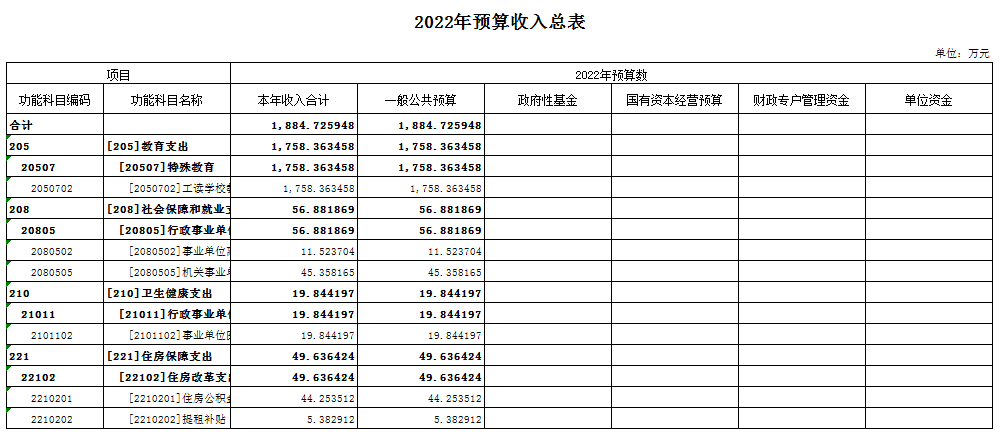 2022年预算收入总表
单位：万元
项目 2022年预算数
功能科目编码 功能科目名称 本年收入合计 一般公共预算 政府性基金 国有资本经营预算 财政专户管理资金 单位资金
合计 1,884.725948 1,884.725948
205 [205]教育支出 1,758.363458 1,758.363458
20507 [20507]特殊教育 1,758.363458 1,758.363458
2050702 [2050702]工读学校 1,758.363458 1,758.363458
208 [208]社会保障和就业 56.881869 56.881869
20805 [20805]行政事业单 56.881869 56.881869
2080502 [2080502]事业单位 11.523704 11.523704
2080505 [2080505]机关事业 45.358165 45.358165
210 [210]卫生健康支出 19.844197 19.844197
21011 [21011]行政事业单 19.844197 19.844197
2101102 [2101102]事业单位 19.844197 19.844197
221 [221]住房保障支出 49.636424 49.636424
22102 [22102]住房改革支 49.636424 49.636424
2210201 [2210201]住房公积 44.253512 44.253512
2210202 [2210202]提租补贴 5.382912 5.382912